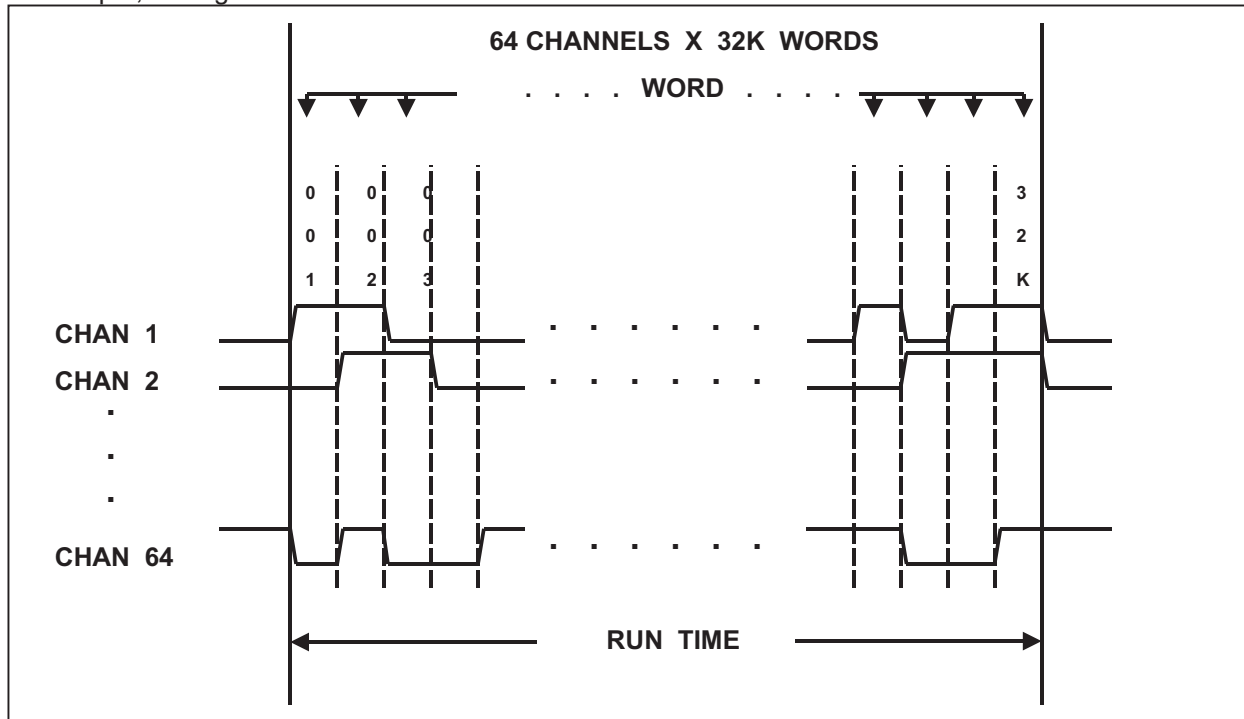 64 CHANNELS X 32K WORDS
. . . . WORD . . . .
0 0 0 3
0 0 0 2
1 2 3 K
CHAN 1 . . . . . .
CHAN 2 . . . . . .
.
.
.
CHAN 64 . . . . . .
RUN TIME